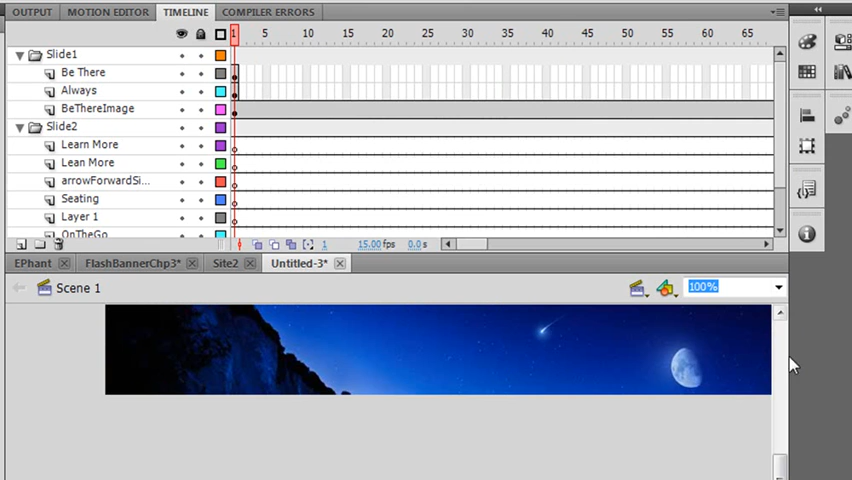 OUTPUT MOTION EDITOR TIMELINE COMPILER ERRORS
1 5 10 15 20 25 30 35 40 45 50 55 60 65
Slide1
Be There
Always
BeThereImage
Slide2
Learn More
Lean More
arrowForwardSi...
Seating
Layer 1
OnTheGo
1 15.00 fps 0.0 s
EPhant FlashBannerChp3* Site2 Untitled-3*
Scene 1 100%